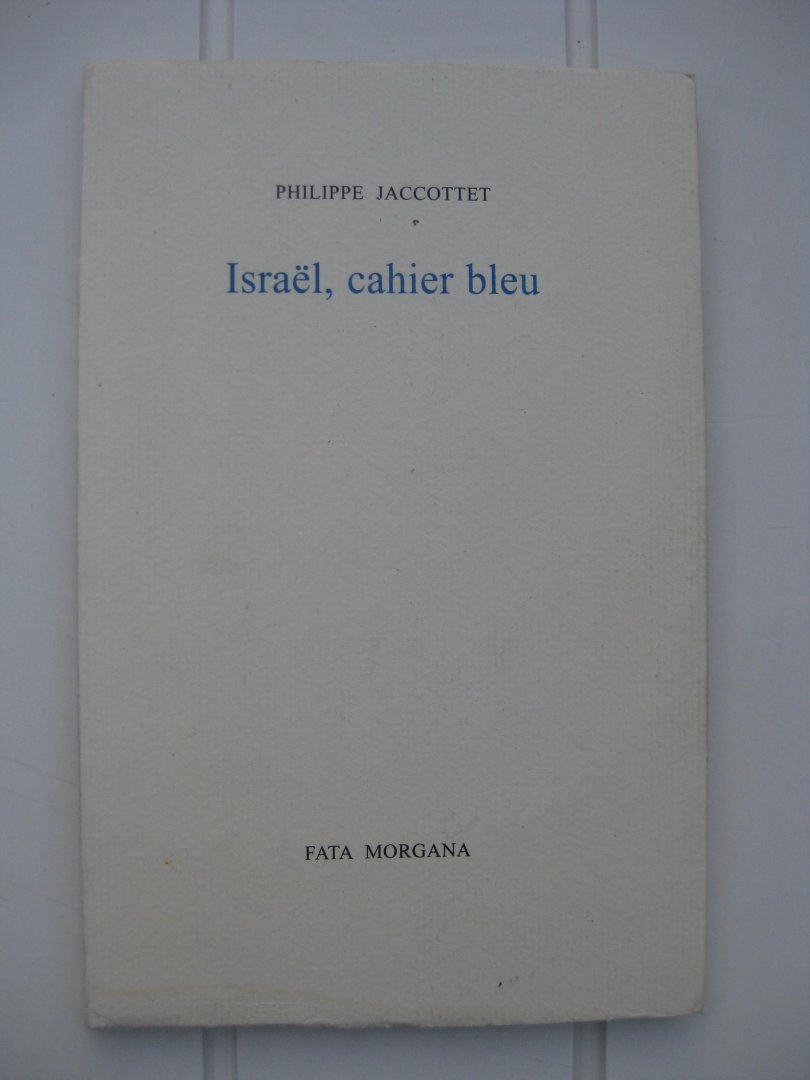 PHILIPPE JACCOTTET
Israël, cahier bleu
FATA MORGANA